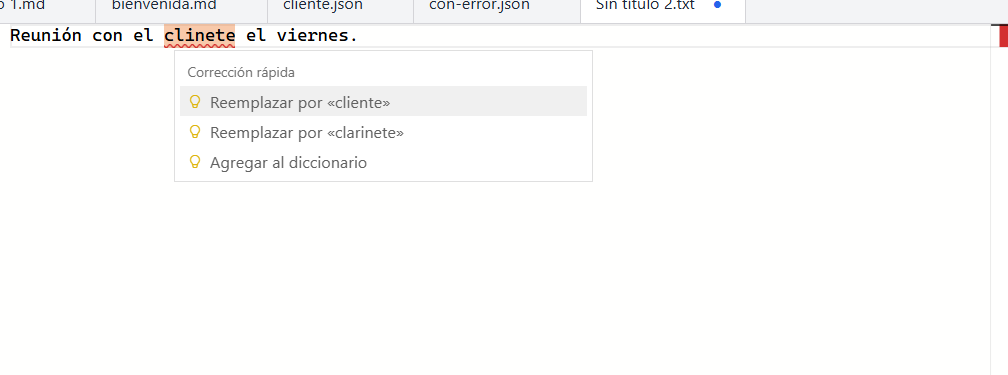 1.md bienvenida.md cliente.json con-error.json Sin título 2.txt
Reunión con el clinete el viernes.
Corrección rápida
Reemplazar por «cliente»
Reemplazar por «clarinete»
Agregar al diccionario